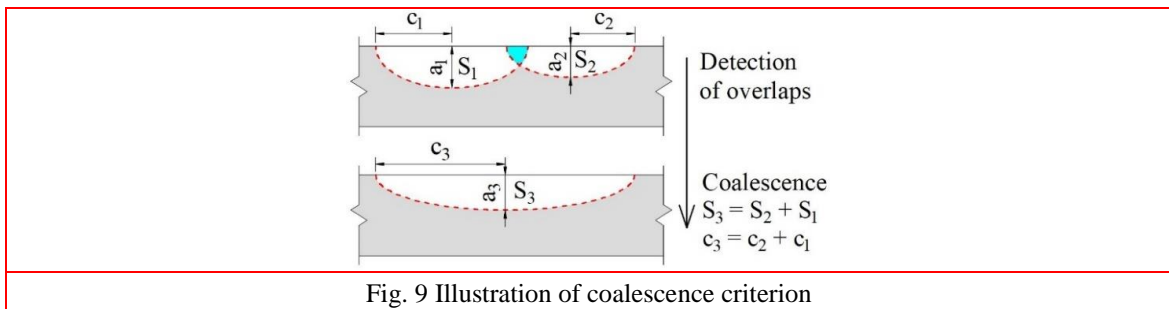 c₁ c₂
a₁ S₁ a₂ S₂
Detection
of overlaps
c₃
a₃ S₃
Coalescence
S₃ = S₂ + S₁
c₃ = c₂ + c₁
Fig. 9 Illustration of coalescence criterion